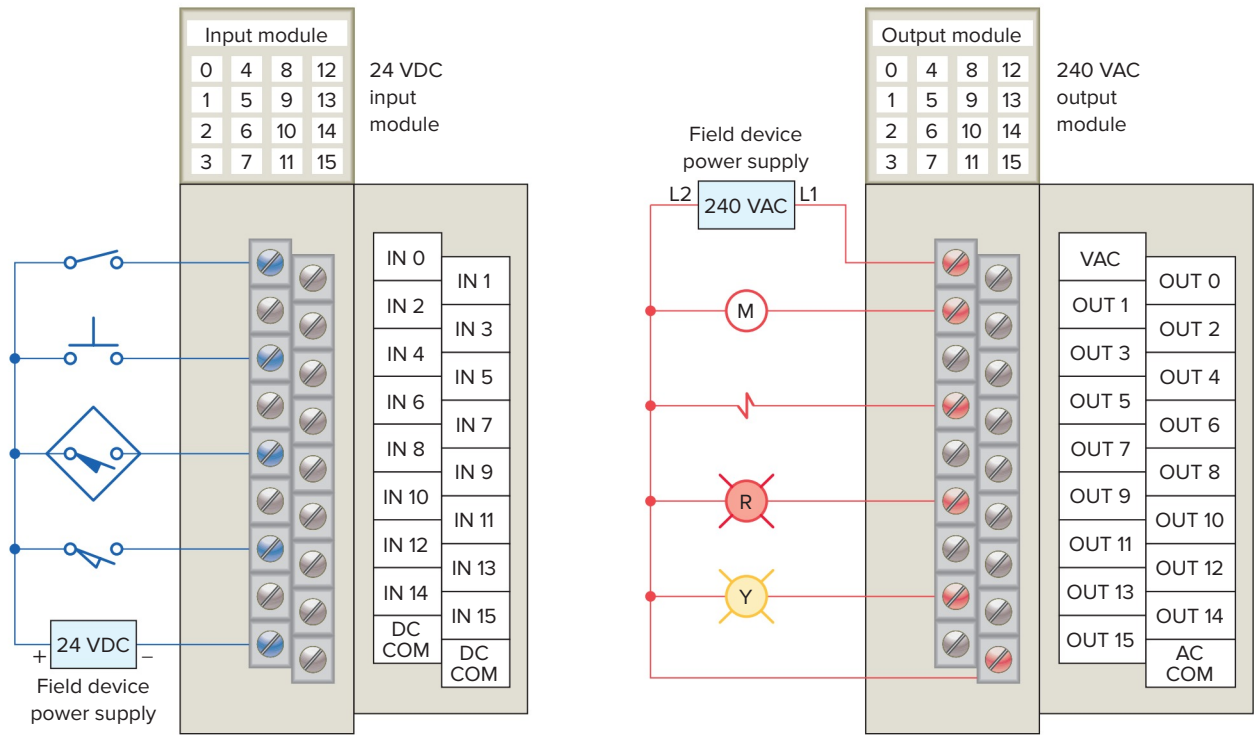 Input module
0 4 8 12
1 5 9 13
2 6 10 14
3 7 11 15
24 VDC
input
module
IN 0
IN 1
IN 2
IN 3
IN 4
IN 5
IN 6
IN 7
IN 8
IN 9
IN 10
IN 11
IN 12
IN 13
IN 14
IN 15
DC
COM
DC
COM
+ 24 VDC −
Field device
power supply
Output module
0 4 8 12
1 5 9 13
2 6 10 14
3 7 11 15
240 VAC
output
module
Field device
power supply
L2 240 VAC L1
M
R
Y
VAC
OUT 0
OUT 1
OUT 2
OUT 3
OUT 4
OUT 5
OUT 6
OUT 7
OUT 8
OUT 9
OUT 10
OUT 11
OUT 12
OUT 13
OUT 14
OUT 15
AC
COM